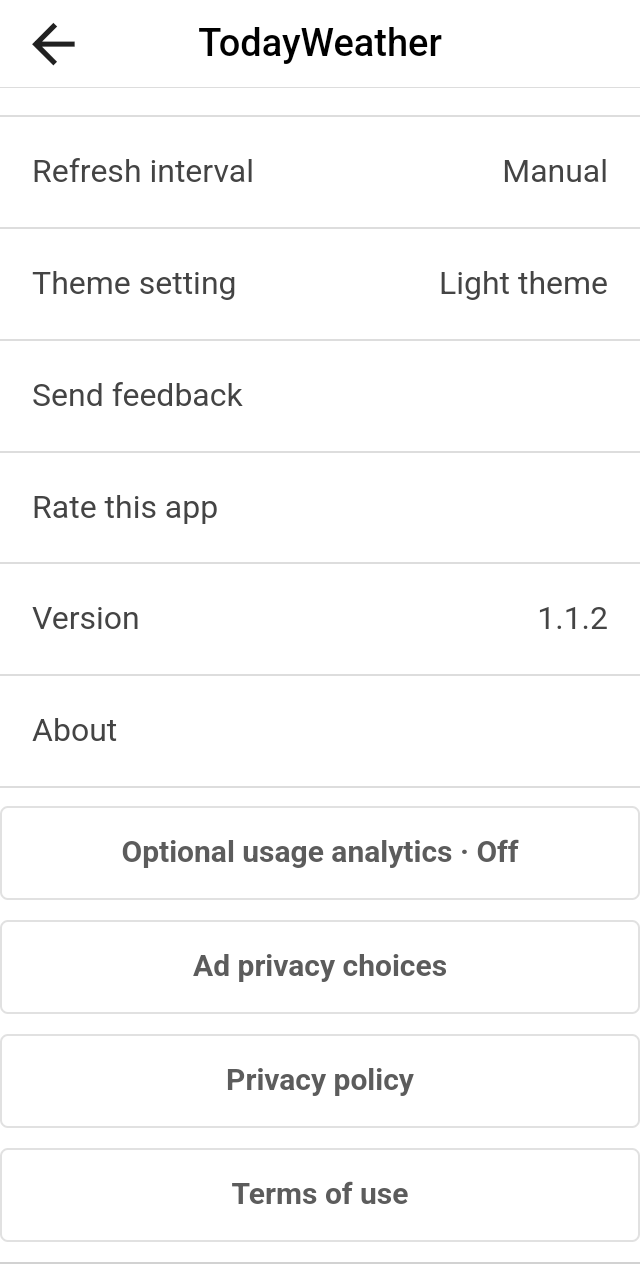 TodayWeather
Refresh interval Manual
Theme setting Light theme
Send feedback
Rate this app
Version 1.1.2
About
Optional usage analytics · Off
Ad privacy choices
Privacy policy
Terms of use